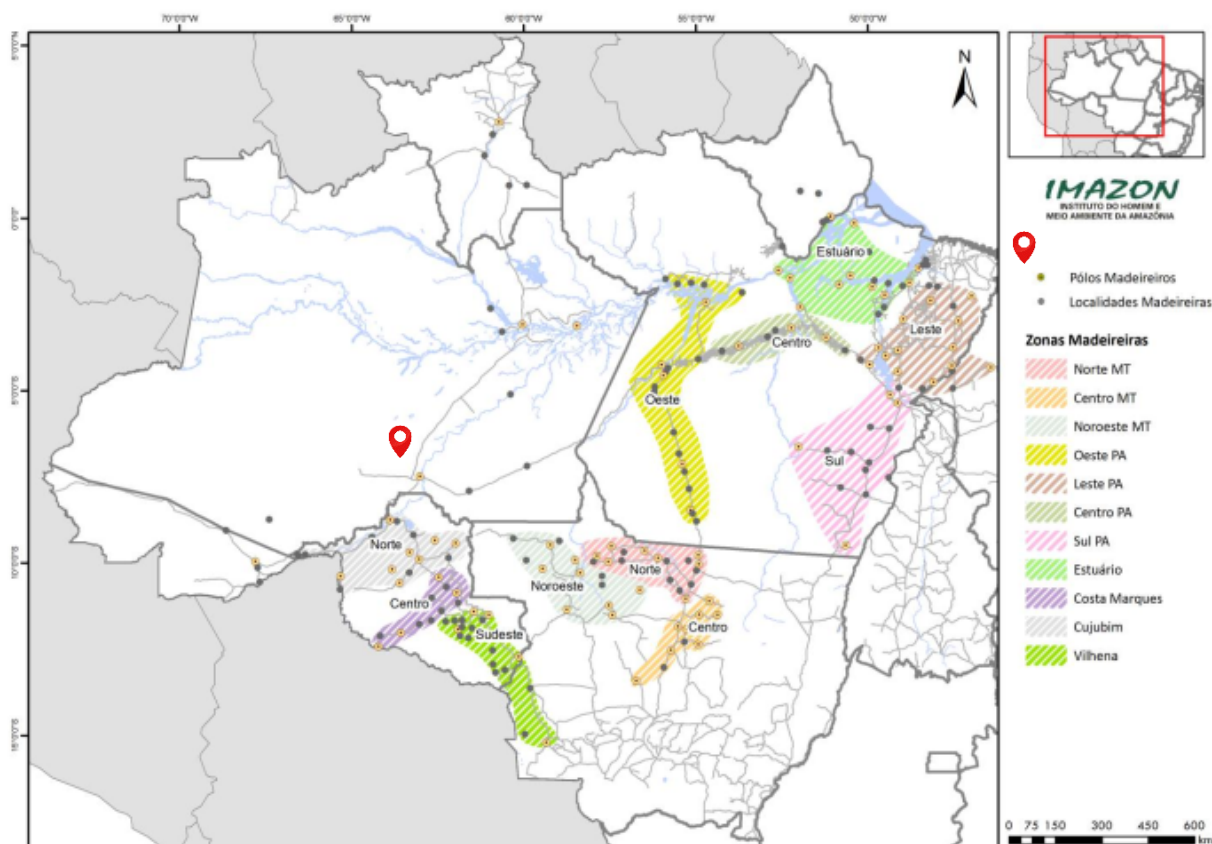 70°0'0"W
65°0'0"W
60°0'0"W
55°0'0"W
50°0'0"W
5°0'0"N
0°0'0"
5°0'0"S
10°0'0"S
15°0'0"S
N
Estuário
Leste
Centro
Oeste
Sul
Norte
Noroeste
Norte
Centro
Sudeste
Centro
IMAZON
INSTITUTO DO HOMEM E
MEIO AMBIENTE DA AMAZÔNIA
Pólos Madeireiros
Localidades Madeireiras
Zonas Madeireiras
Norte MT
Centro MT
Noroeste MT
Oeste PA
Leste PA
Centro PA
Sul PA
Estuário
Costa Marques
Cujubim
Vilhena
0 75 150 300 450 600
km